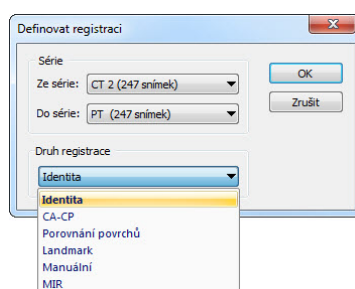 Definovat registraci
Série
Ze série: CT 2 (247 snímek)
Do série: PT (247 snímek)
OK
Zrušit
Druh registrace
Identita
Identita
CA-CP
Porovnání povrchů
Landmark
Manuální
MIR